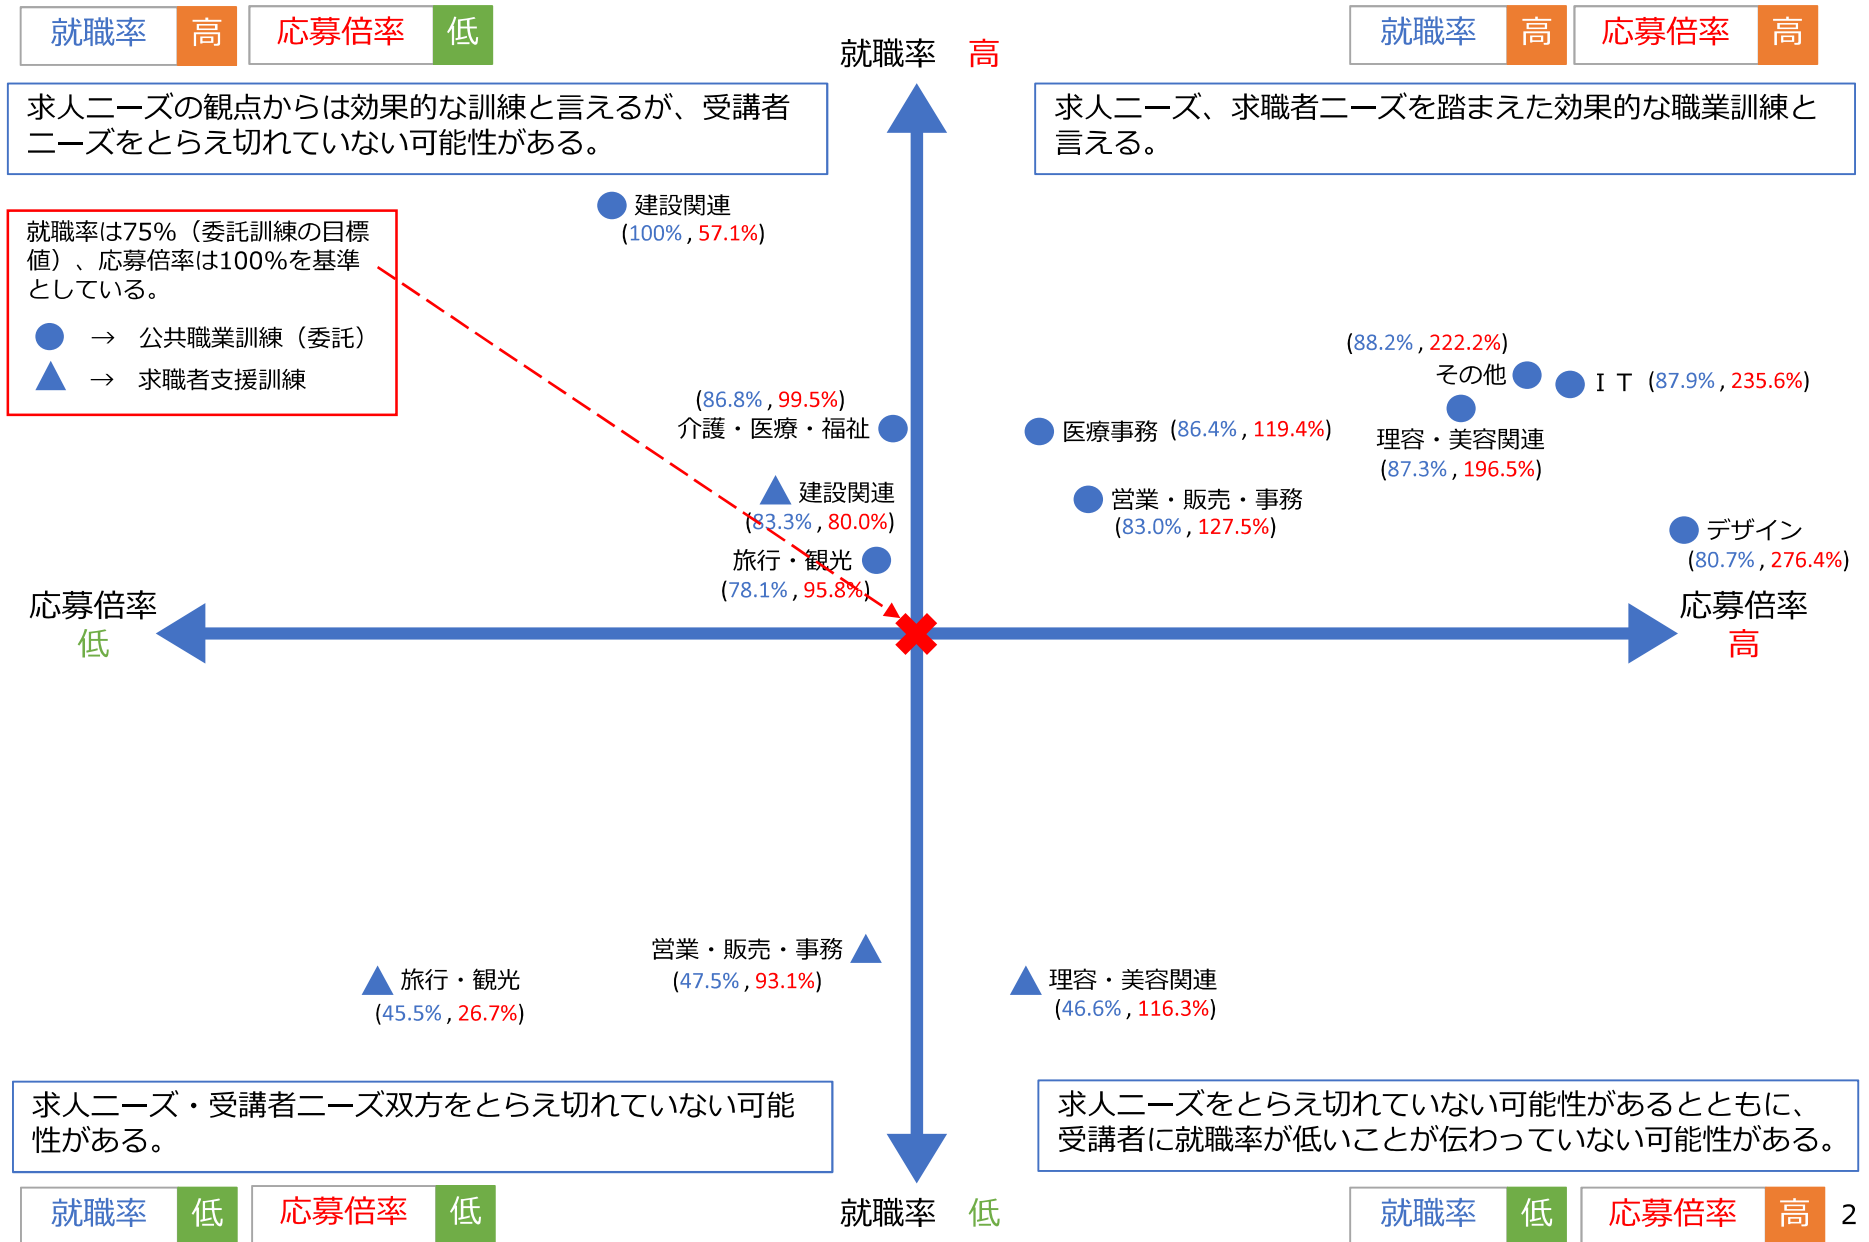 就職率 高 応募倍率 低
就職率 高 応募倍率 高
就職率 高
求人ニーズの観点からは効果的な訓練と言えるが、受講者
ニーズをとらえ切れていない可能性がある。
求人ニーズ、求職者ニーズを踏まえた効果的な職業訓練と
言える。
就職率は75%（委託訓練の目標
値）、応募倍率は100%を基準
としている。
→ 公共職業訓練（委託）
→ 求職者支援訓練
建設関連
(100% , 57.1%)
(88.2% , 222.2%)
その他
ＩＴ (87.9% , 235.6%)
(86.8% , 99.5%)
介護・医療・福祉
医療事務 (86.4% , 119.4%)
理容・美容関連
(87.3% , 196.5%)
建設関連
(83.3% , 80.0%)
営業・販売・事務
(83.0% , 127.5%)
デザイン
(80.7% , 276.4%)
旅行・観光
(78.1% , 95.8%)
応募倍率
低
応募倍率
高
営業・販売・事務
(47.5% , 93.1%)
旅行・観光
(45.5% , 26.7%)
理容・美容関連
(46.6% , 116.3%)
求人ニーズ・受講者ニーズ双方をとらえ切れていない可能
性がある。
求人ニーズをとらえ切れていない可能性があるとともに、
受講者に就職率が低いことが伝わっていない可能性がある。
就職率 低 応募倍率 低
就職率 低
就職率 低 応募倍率 高
2